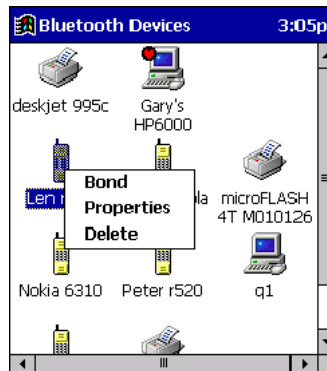 Bluetooth Devices 3:05p
deskjet 995c Gary's
HP6000
Len
Bond
Properties
Delete
microFLASH
4T M010126
Nokia 6310 Peter r520 q1